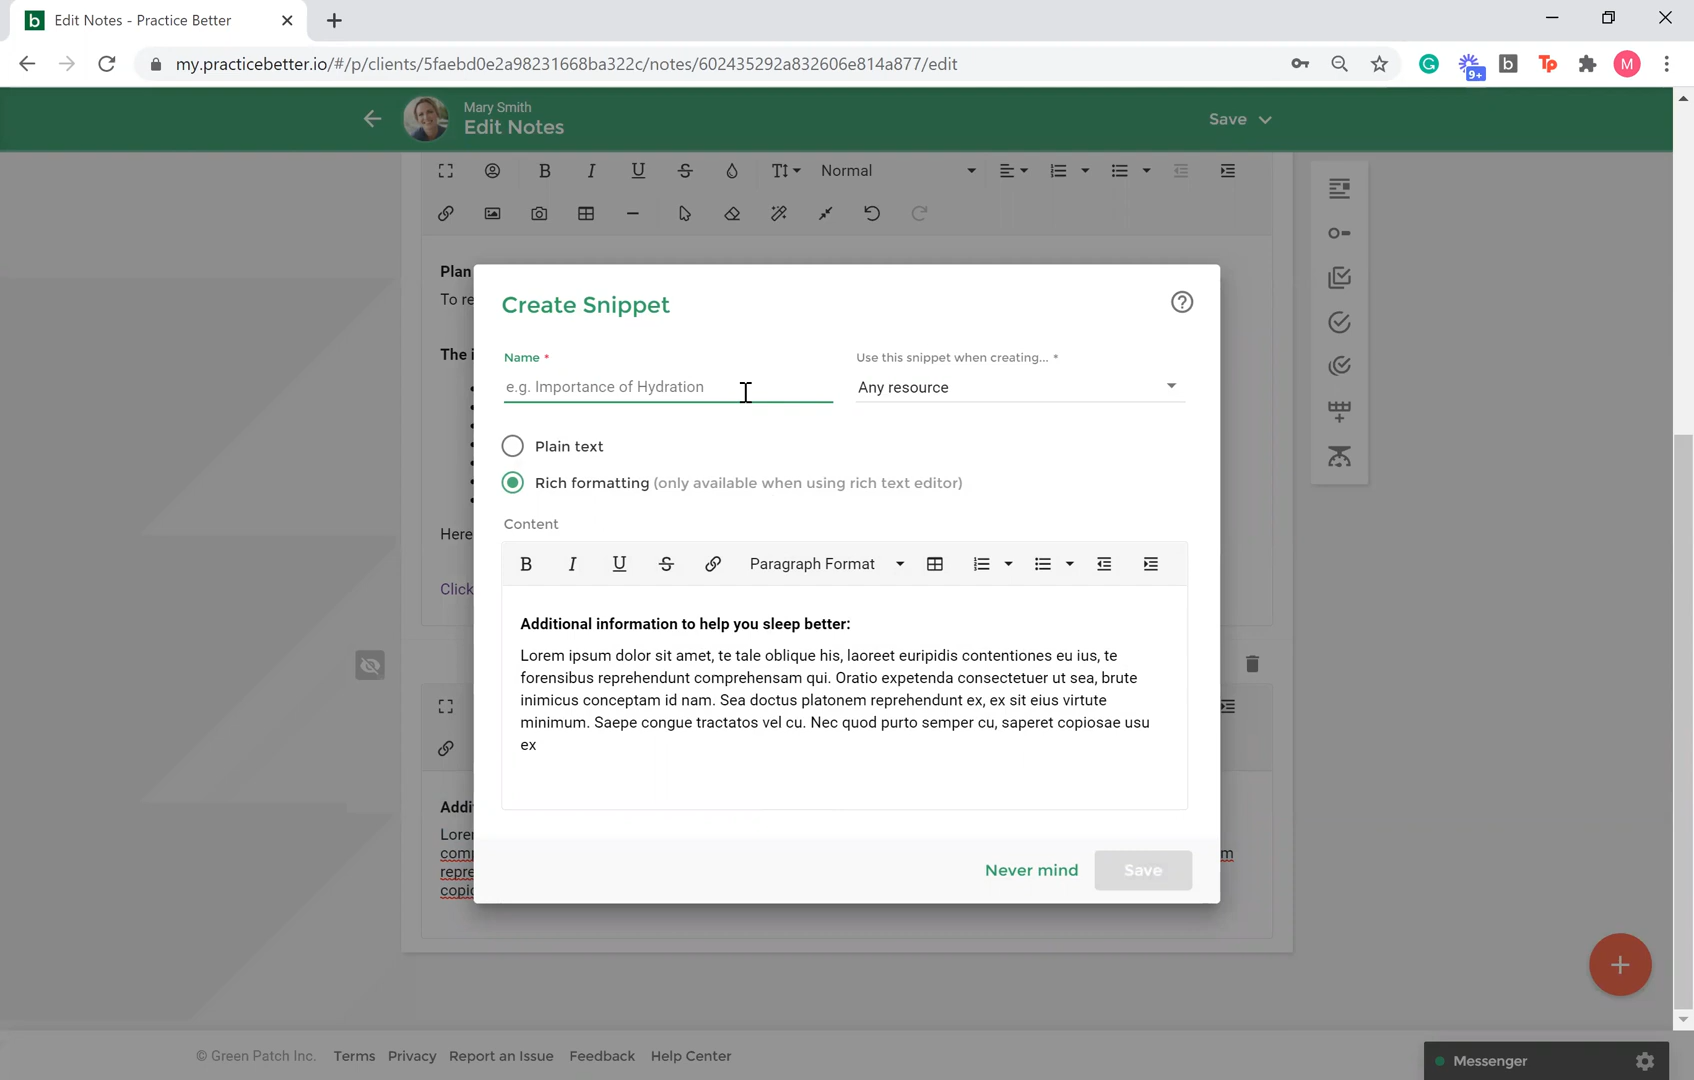 b Edit Notes - Practice Better
my.practicebetter.io/#/p/clients/5faebd0e2a98231668ba322c/notes/602435292a832606e814a877/edit
9+
b
Tp
M
Mary Smith
Edit Notes
Save
Normal
Plan
To re
The i
Here
Click
Create Snippet
Name *
Use this snippet when creating... *
e.g. Importance of Hydration
Any resource
Plain text
Rich formatting (only available when using rich text editor)
Content
Paragraph Format
Additional information to help you sleep better:
Lorem ipsum dolor sit amet, te tale oblique his, laoreet euripidis contentiones eu ius, te
forensibus reprehendunt comprehensam qui. Oratio expetenda consectetuer ut sea, brute
inimicus conceptam id nam. Sea doctus platonem reprehendunt ex, ex sit eius virtute
minimum. Saepe congue tractatos vel cu. Nec quod purto semper cu, saperet copiosae usu
ex
Addi
Never mind
Save
© Green Patch Inc. Terms Privacy Report an Issue Feedback Help Center
Messenger